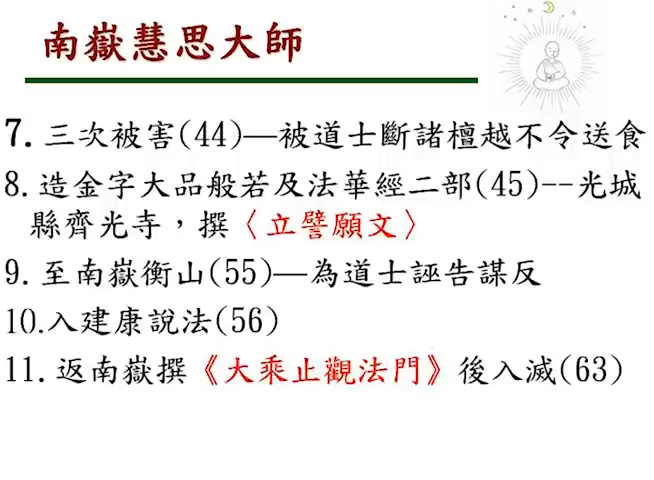 南嶽慧思大師
7. 三次被害(44)—被道士斷諸檀越不令送食
8. 造金字大品般若及法華經二部(45)--光城
縣齊光寺，撰〈立譬願文〉
9. 至南嶽衡山(55)—為道士誣告謀反
10.入建康說法(56)
11. 返南嶽撰《大乘止觀法門》後入滅(63)